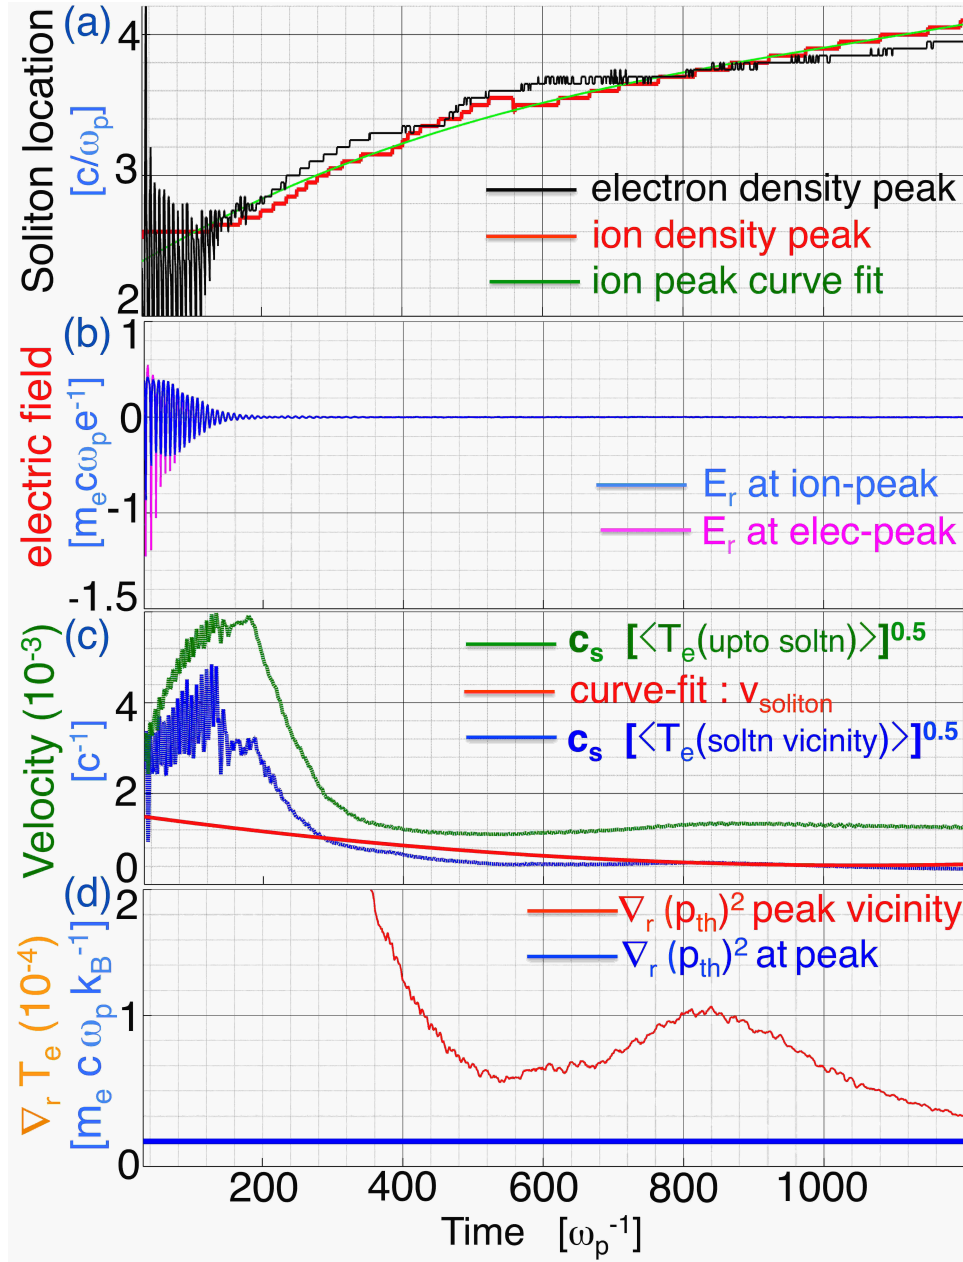 (a)
Soliton location
[c/ωp]
4
3
2
electron density peak
ion density peak
ion peak curve fit
(b)
electric field
[mecωpe-1]
1
0
-1
-1.5
Er at ion-peak
Er at elec-peak
(c)
Velocity (10-3)
[c-1]
4
2
0
cs [<Te(upto soltn)>]0.5
curve-fit : vsoliton
cs [<Te(soltn vicinity)>]0.5
(d)
∇r Te (10-4)
[me c ωp kB-1]
2
1
0
∇r (pth)2 peak vicinity
∇r (pth)2 at peak
200 400 600 800 1000
Time [ωp-1]